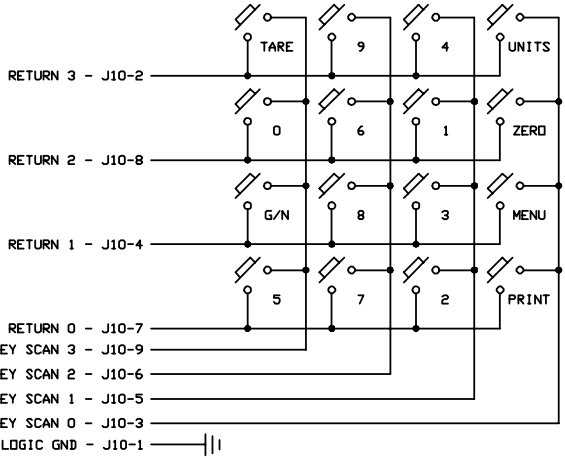 TARE 9 4 UNITS
RETURN 3 - J10-2
0 6 1 ZERO
RETURN 2 - J10-8
G/N 8 3 MENU
RETURN 1 - J10-4
5 7 2 PRINT
RETURN 0 - J10-7
EY SCAN 3 - J10-9
EY SCAN 2 - J10-6
EY SCAN 1 - J10-5
EY SCAN 0 - J10-3
LOGIC GND - J10-1